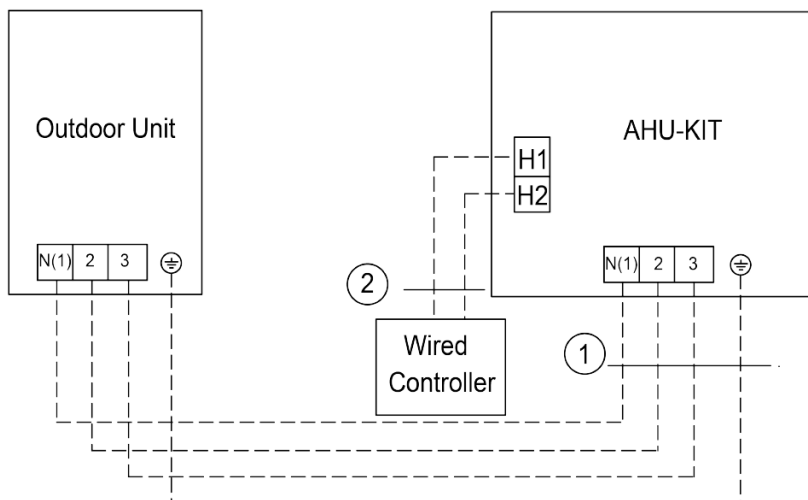 Outdoor Unit
AHU-KIT
H1
H2
N(1) 2 3
N(1) 2 3
2
Wired
Controller
1